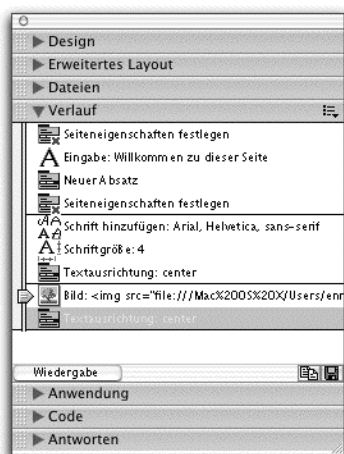 Design
Erweitertes Layout
Dateien
Verlauf
Seiteneigenschaften festlegen
Eingabe: Willkommen zu dieser Seite
Neuer Absatz
Seiteneigenschaften festlegen
Schrift hinzufügen: Arial, Helvetica, sans-serif
Schriftgröße: 4
Textausrichtung: center
Bild: <img src="file:///Mac%20OS%20X/Users/enr
Textausrichtung: center
Wiedergabe
Anwendung
Code
Antworten